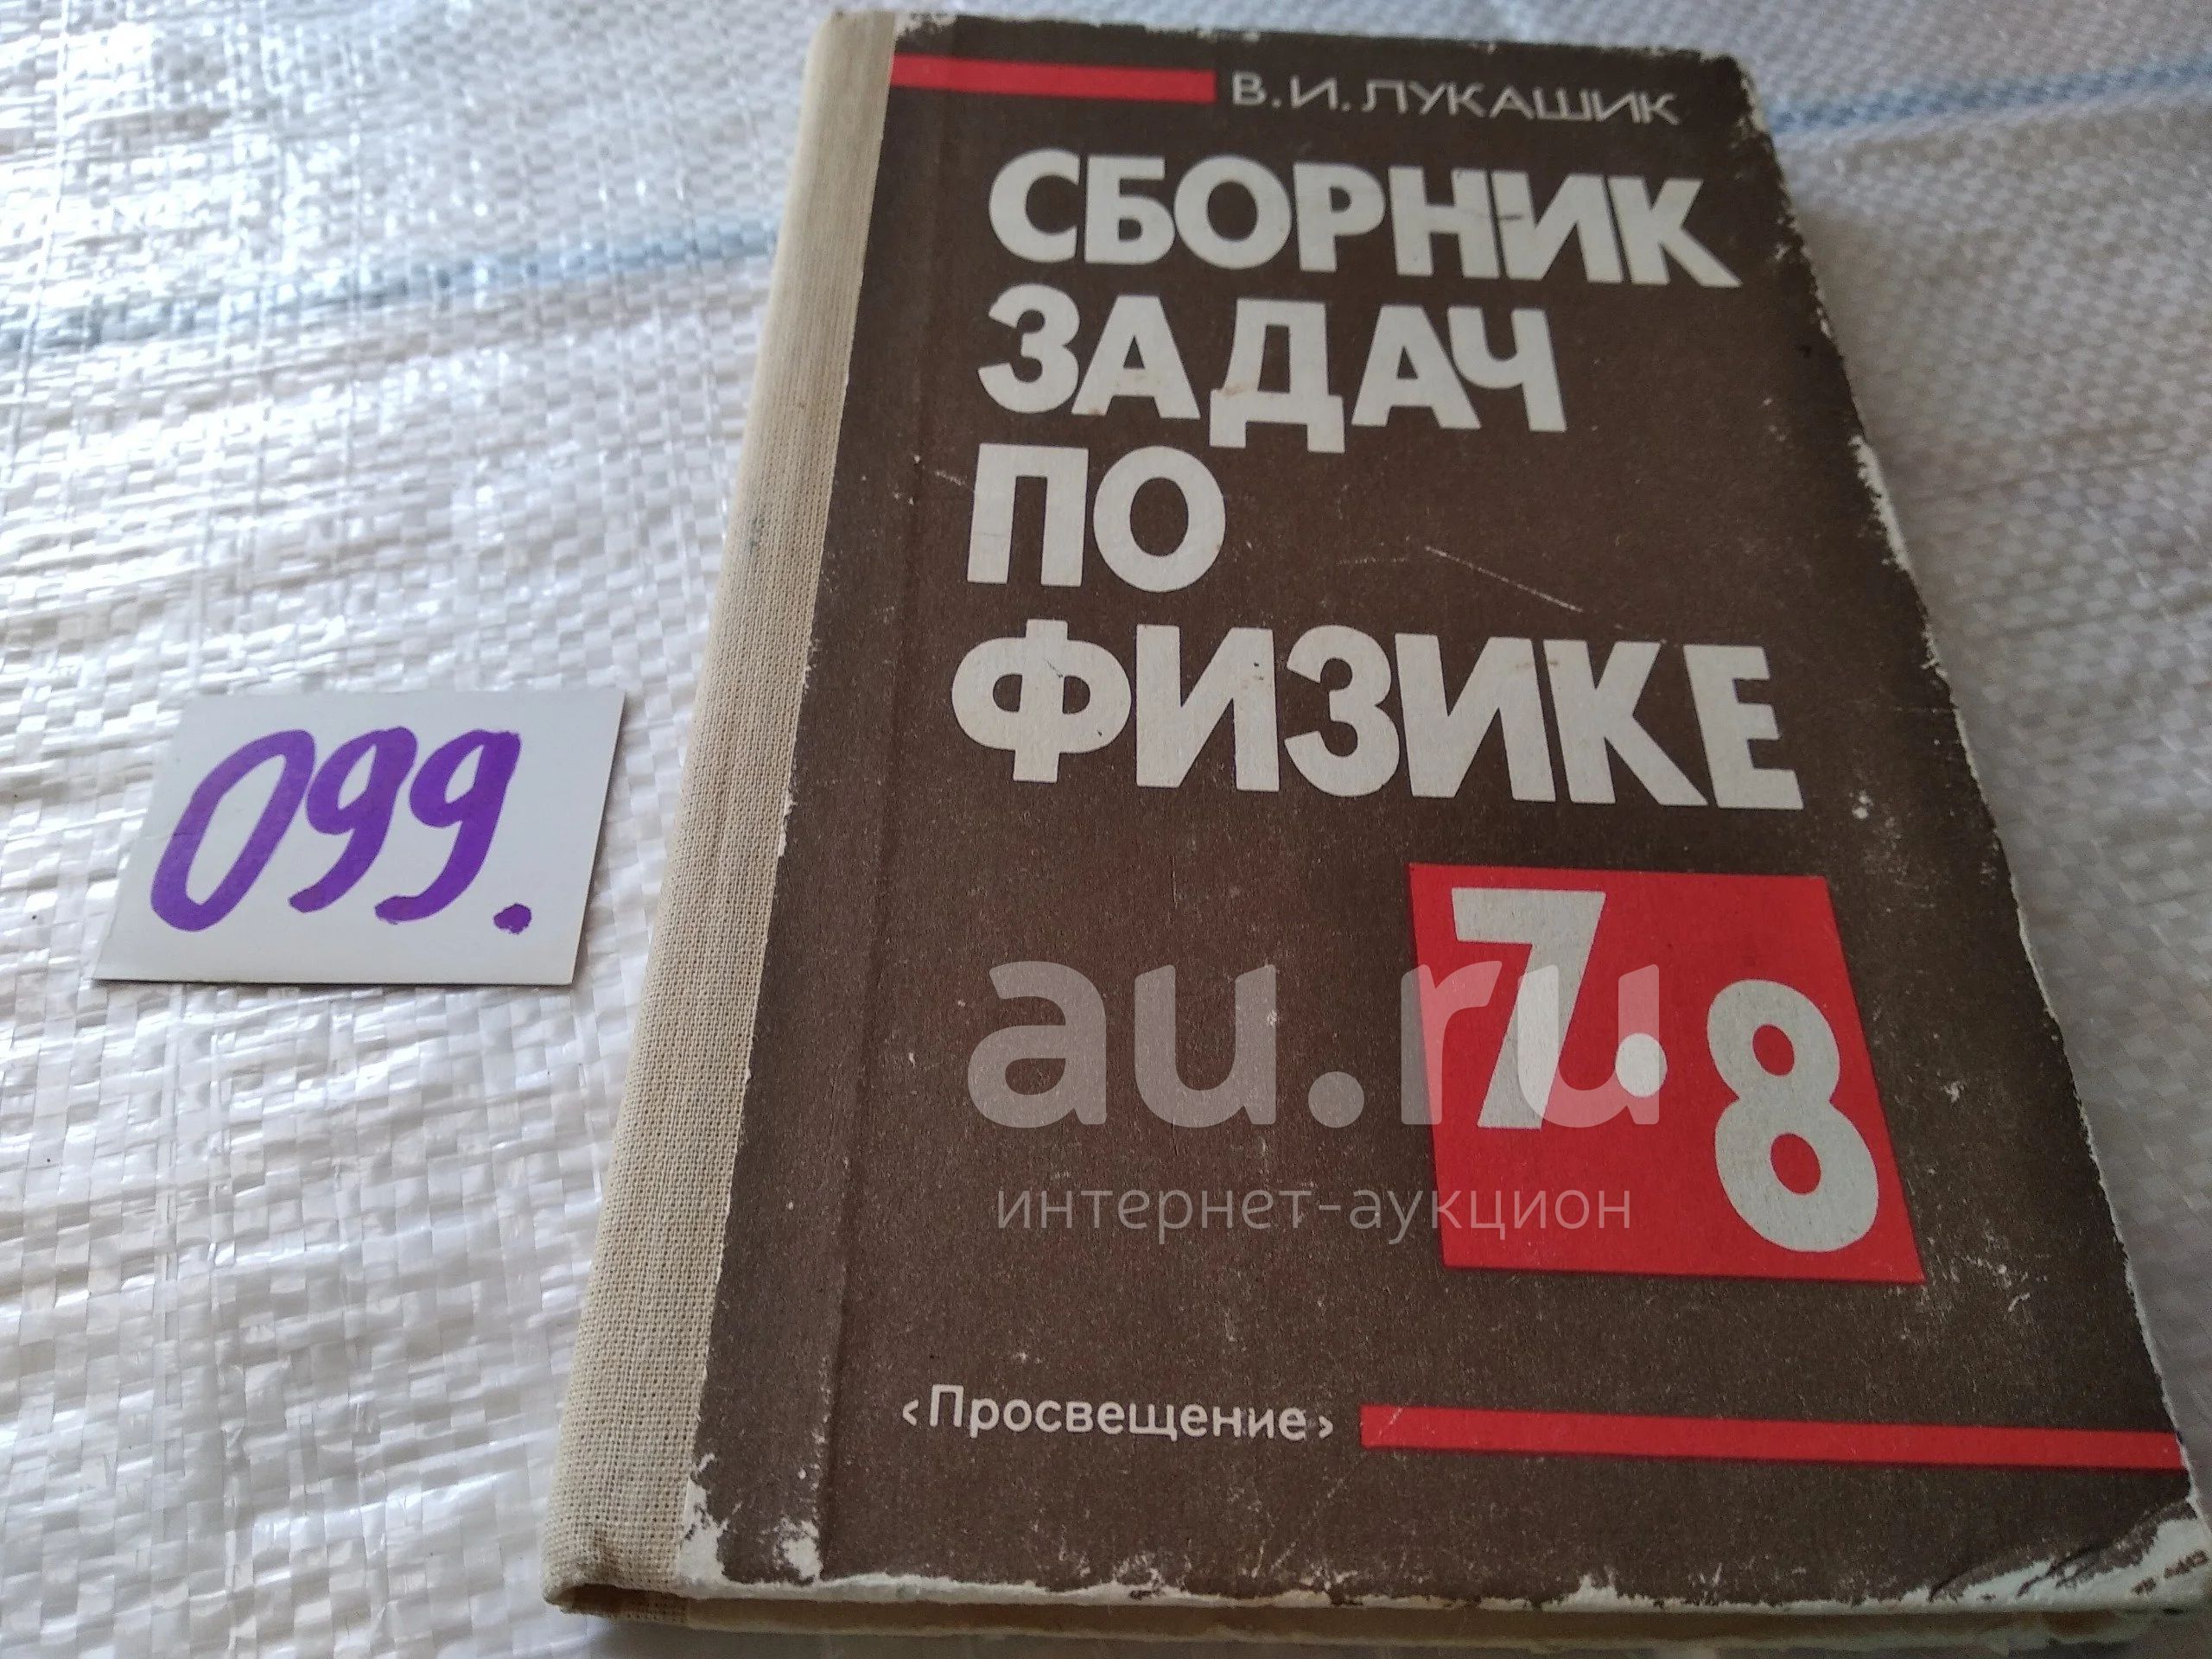 В.И.ЛУКАШИК
СБОРНИК
ЗАДАЧ
ПО
ФИЗИКЕ
7.8
«Просвещение»
099.
au.ru
интернет-аукцион